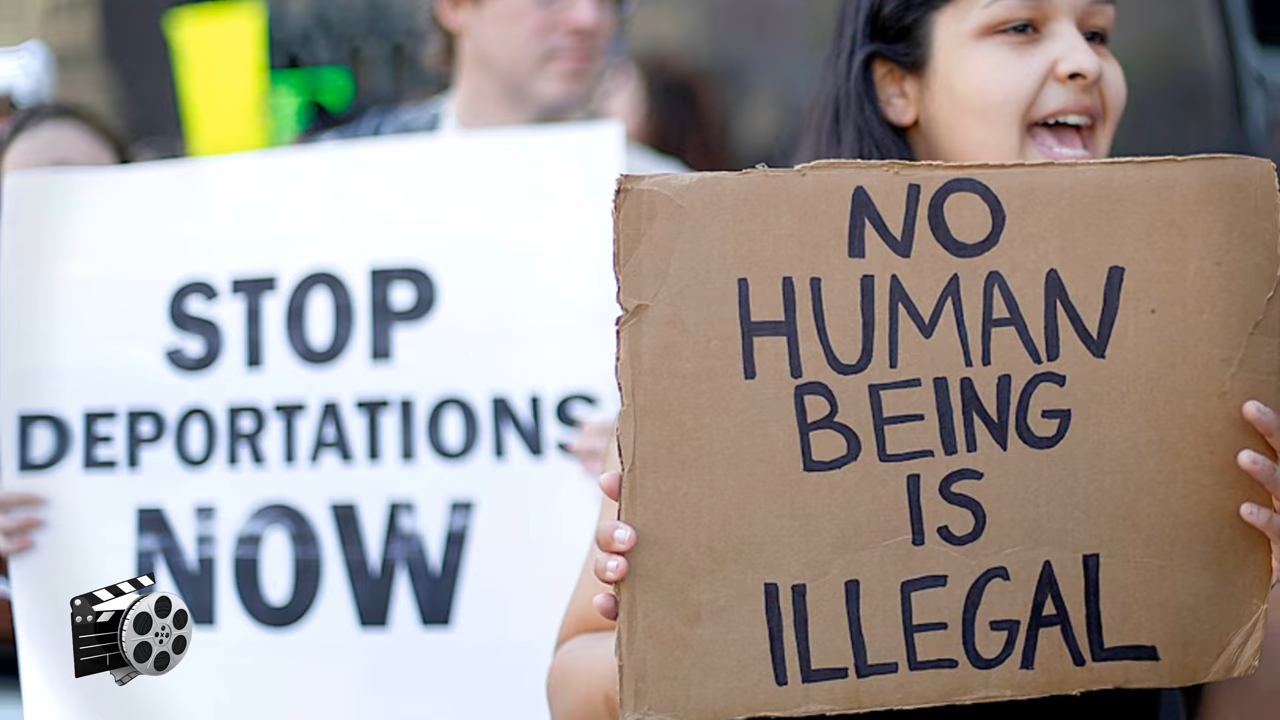 STOP
DEPORTATIONS
NOW
NO
HUMAN
BEING
IS
ILLEGAL